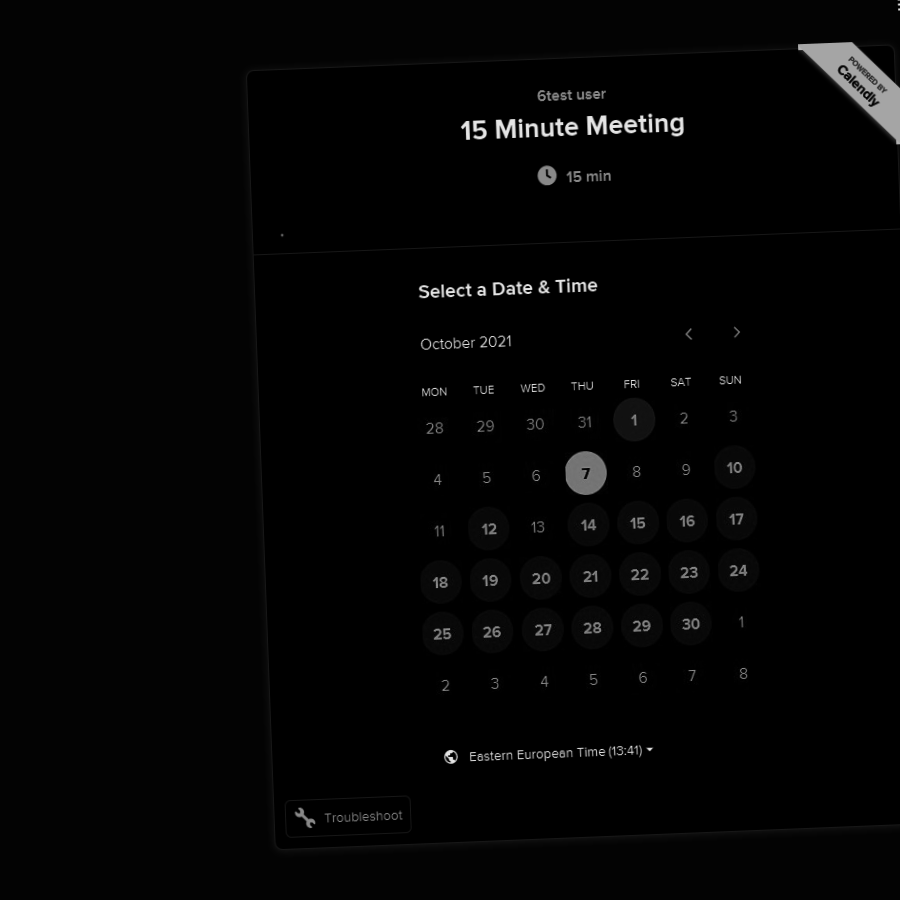 POWERED BY
Calendly
6test user
15 Minute Meeting
15 min
Select a Date & Time
October 2021
MON TUE WED THU FRI SAT SUN
28 29 30 31 1 2 3
4 5 6 7 8 9 10
11 12 13 14 15 16 17
18 19 20 21 22 23 24
25 26 27 28 29 30 1
2 3 4 5 6 7 8
Eastern European Time (13:41)
Troubleshoot